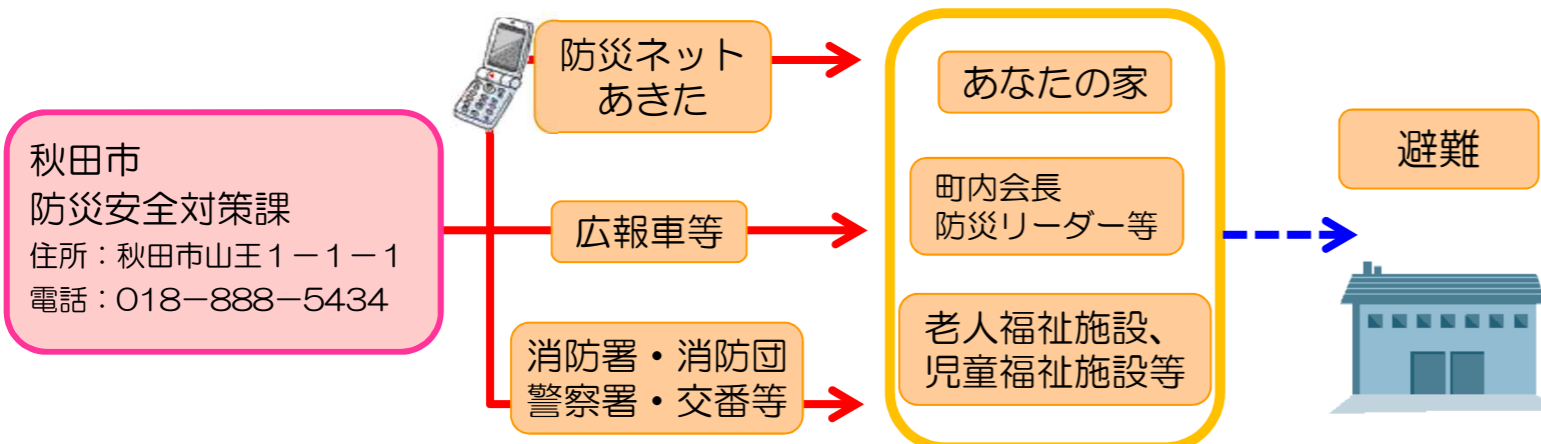 秋田市
防災安全対策課
住所：秋田市山王１－１－１
電話：018－888－5434
防災ネット
あきた
広報車等
消防署・消防団
警察署・交番等
あなたの家
町内会長
防災リーダー等
老人福祉施設、
児童福祉施設等
避難